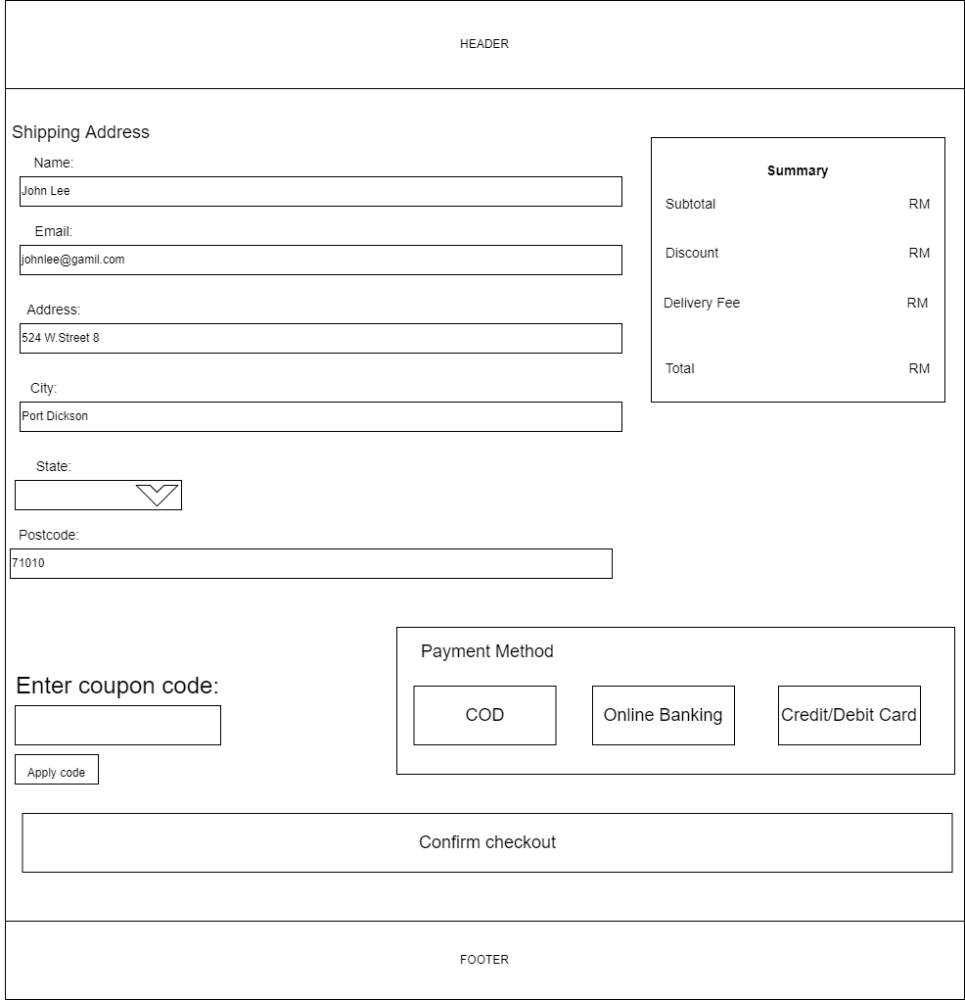 HEADER
Shipping Address
Name:
John Lee
Email:
johnlee@gamil.com
Address:
524 W.Street 8
City:
Port Dickson
State:
Postcode:
71010
Summary
Subtotal RM
Discount RM
Delivery Fee RM
Total RM
Enter coupon code:
Apply code
Payment Method
COD
Online Banking
Credit/Debit Card
Confirm checkout
FOOTER